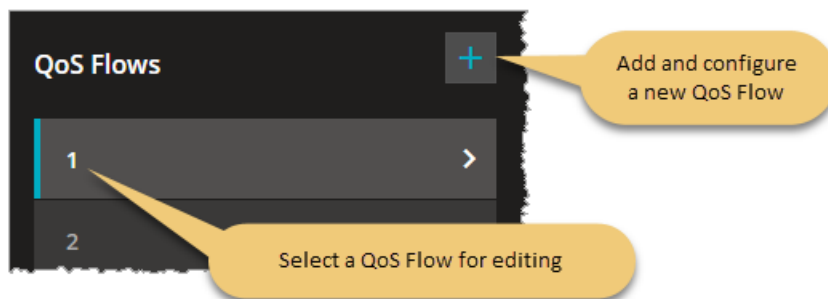 QoS Flows
Add and configure
a new QoS Flow
1
2
Select a QoS Flow for editing